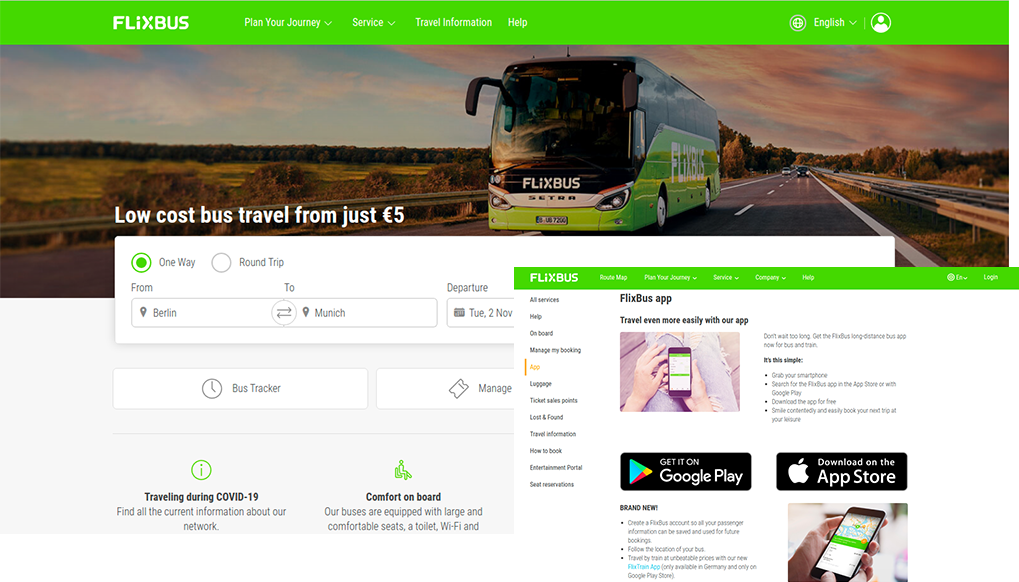 FLiXBUS
Plan Your Journey
Service
Travel Information
Help
English
FLiXBUS
FLiXBUS
SETRA
Low cost bus travel from just €5
One Way
Round Trip
From
To
Departure
Berlin
Munich
Tue, 2 Nov
Bus Tracker
Manage
Traveling during COVID-19
Find all the current information about our
network.
Comfort on board
Our buses are equipped with large and
comfortable seats, a toilet, Wi-Fi and
FLiXBUS
Route Map
Plan Your Journey
Service
Company
Help
En
Login
All services
Help
On board
Manage my booking
App
Luggage
Ticket sales points
Lost & Found
Travel information
How to book
Entertainment Portal
Seat reservations
FlixBus app
Travel even more easily with our app
Don't wait too long. Get the FlixBus long-distance bus app
now for bus and train.
It's this simple:
Grab your smartphone
Search for the FlixBus app in the App Store or with
Google Play
Download the app for free
Smile contentedly and easily book your next trip at
your leisure
GET IT ON
Google Play
Download on the
App Store
BRAND NEW!
Create a FlixBus account so all your passenger
information can be saved and used for future
bookings.
Follow the location of your bus.
Travel by train at unbeatable prices with our new
FlixTrain App (only available in Germany and only on
Google Play Store).